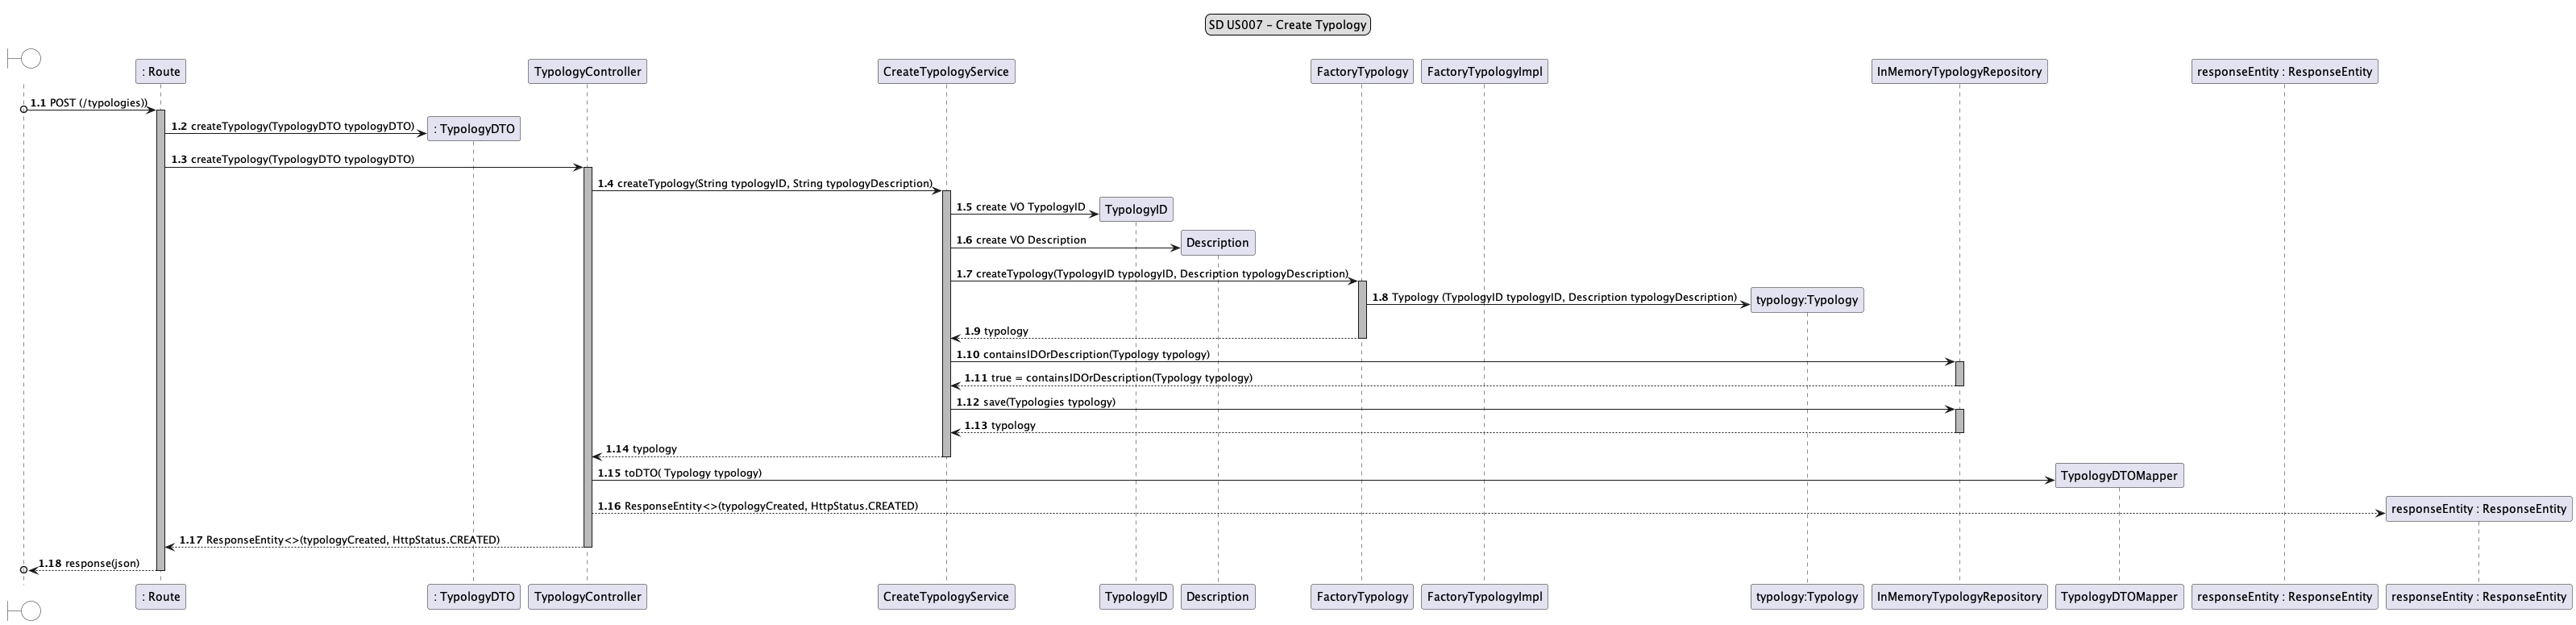 SD US007 - Create Typology
: Route
TypologyController
CreateTypologyService
FactoryTypology
FactoryTypologyImpl
InMemoryTypologyRepository
responseEntity : ResponseEntity
1.1 POST (/typologies))
1.2 createTypology(TypologyDTO typologyDTO)
: TypologyDTO
1.3 createTypology(TypologyDTO typologyDTO)
1.4 createTypology(String typologyID, String typologyDescription)
1.5 create VO TypologyID
TypologyID
1.6 create VO Description
Description
1.7 createTypology(TypologyID typologyID, Description typologyDescription)
1.8 Typology (TypologyID typologyID, Description typologyDescription)
typology:Typology
1.9 typology
1.10 containsIDOrDescription(Typology typology)
1.11 true = containsIDOrDescription(Typology typology)
1.12 save(Typologies typology)
1.13 typology
1.14 typology
1.15 toDTO( Typology typology)
TypologyDTOMapper
1.16 ResponseEntity<>(typologyCreated, HttpStatus.CREATED)
responseEntity : ResponseEntity
1.17 ResponseEntity<>(typologyCreated, HttpStatus.CREATED)
1.18 response(json)
: Route
: TypologyDTO
TypologyController
CreateTypologyService
TypologyID
Description
FactoryTypology
FactoryTypologyImpl
typology:Typology
InMemoryTypologyRepository
TypologyDTOMapper
responseEntity : ResponseEntity
responseEntity : ResponseEntity